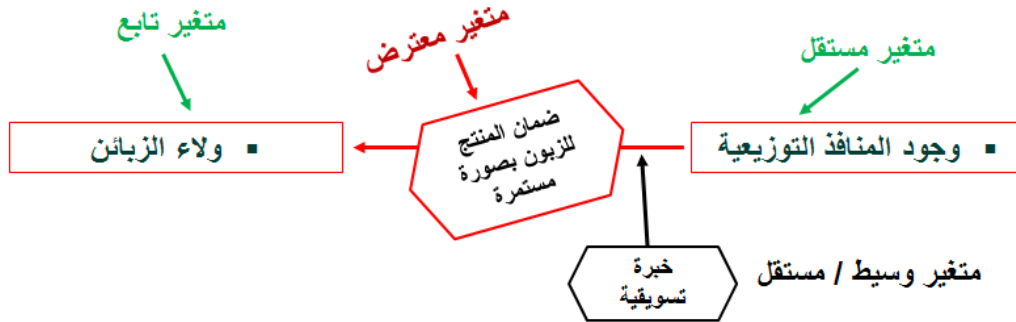 متغير تابع
متغير معترض
متغير مستقل
▪ وجود المنافذ التوزيعية
ضمان المنتج
للزبون بصورة
مستمرة
▪ ولاء الزبائن
خبرة
تسويقية
متغير وسيط / مستقل